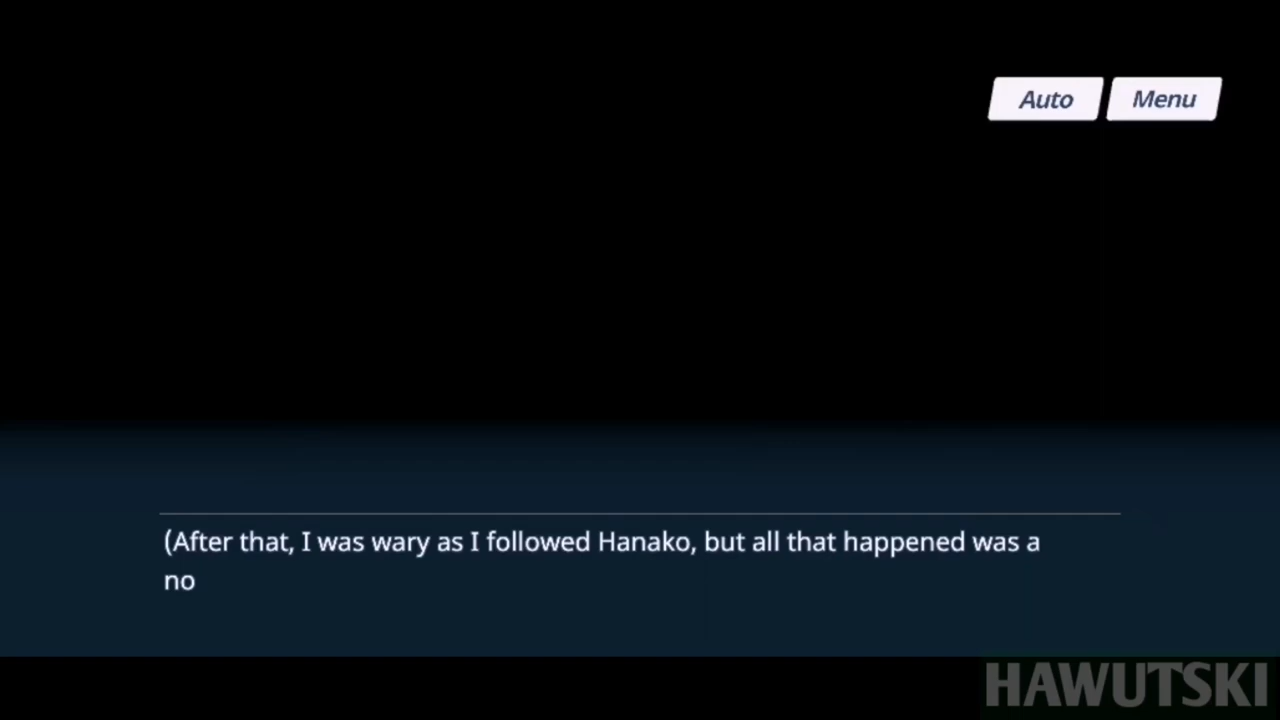 Auto Menu
(After that, I was wary as I followed Hanako, but all that happened was a
no
HAWUTSKI